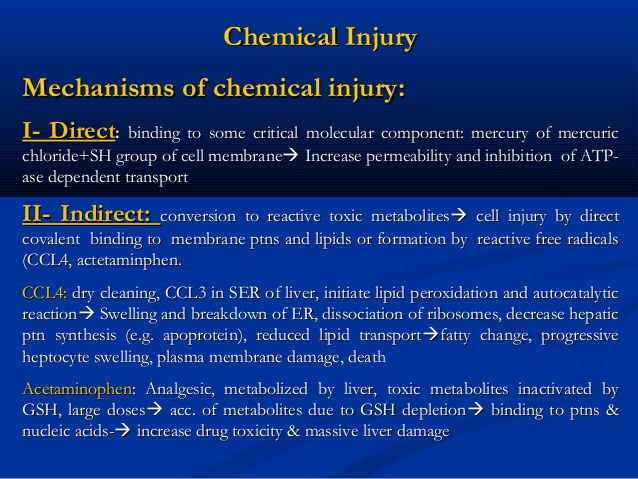 Chemical Injury
Mechanisms of chemical injury:
I- Direct: binding to some critical molecular component: mercury of mercuric
chloride+SH group of cell membrane→ Increase permeability and inhibition of ATP-
ase dependent transport
II- Indirect: conversion to reactive toxic metabolites→ cell injury by direct
covalent binding to membrane ptns and lipids or formation by reactive free radicals
(CCL4, actetaminphen.
CCL4: dry cleaning, CCL3 in SER of liver, initiate lipid peroxidation and autocatalytic
reaction→ Swelling and breakdown of ER, dissociation of ribosomes, decrease hepatic
ptn synthesis (e.g. apoprotein), reduced lipid transport→fatty change, progressive
heptocyte swelling, plasma membrane damage, death
Acetaminophen: Analgesic, metabolized by liver, toxic metabolites inactivated by
GSH, large doses→ acc. of metabolites due to GSH depletion→ binding to ptns &
nucleic acids-→ increase drug toxicity & massive liver damage